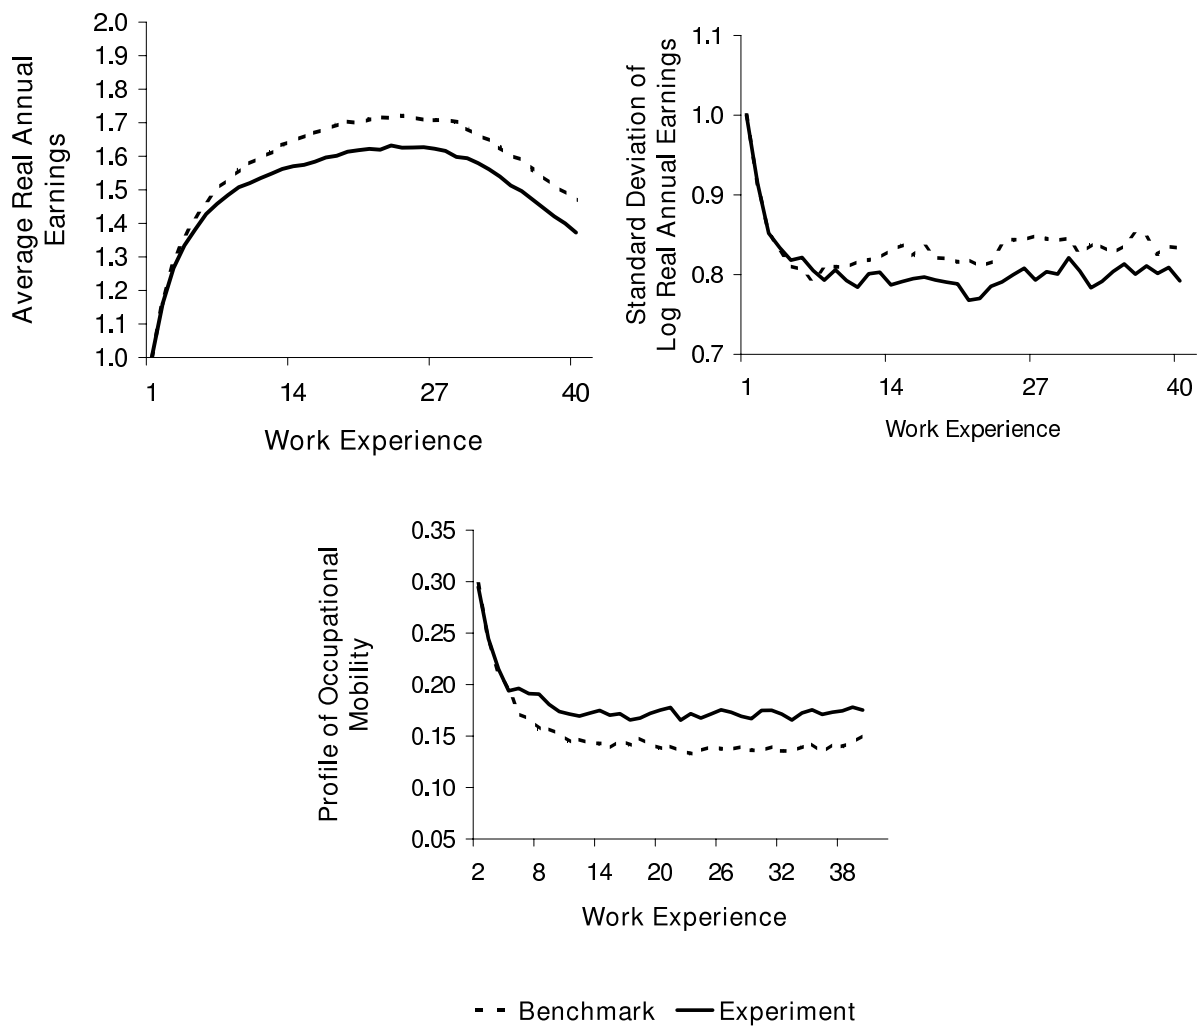 Average Real Annual
Earnings
2.0
1.9
1.8
1.7
1.6
1.5
1.4
1.3
1.2
1.1
1.0
1 14 27 40
Work Experience
Standard Deviation of
Log Real Annual Earnings
1.1
1.0
0.9
0.8
0.7
1 14 27 40
Work Experience
Profile of Occupational
Mobility
0.35
0.30
0.25
0.20
0.15
0.10
0.05
2 8 14 20 26 32 38
Work Experience
Benchmark Experiment